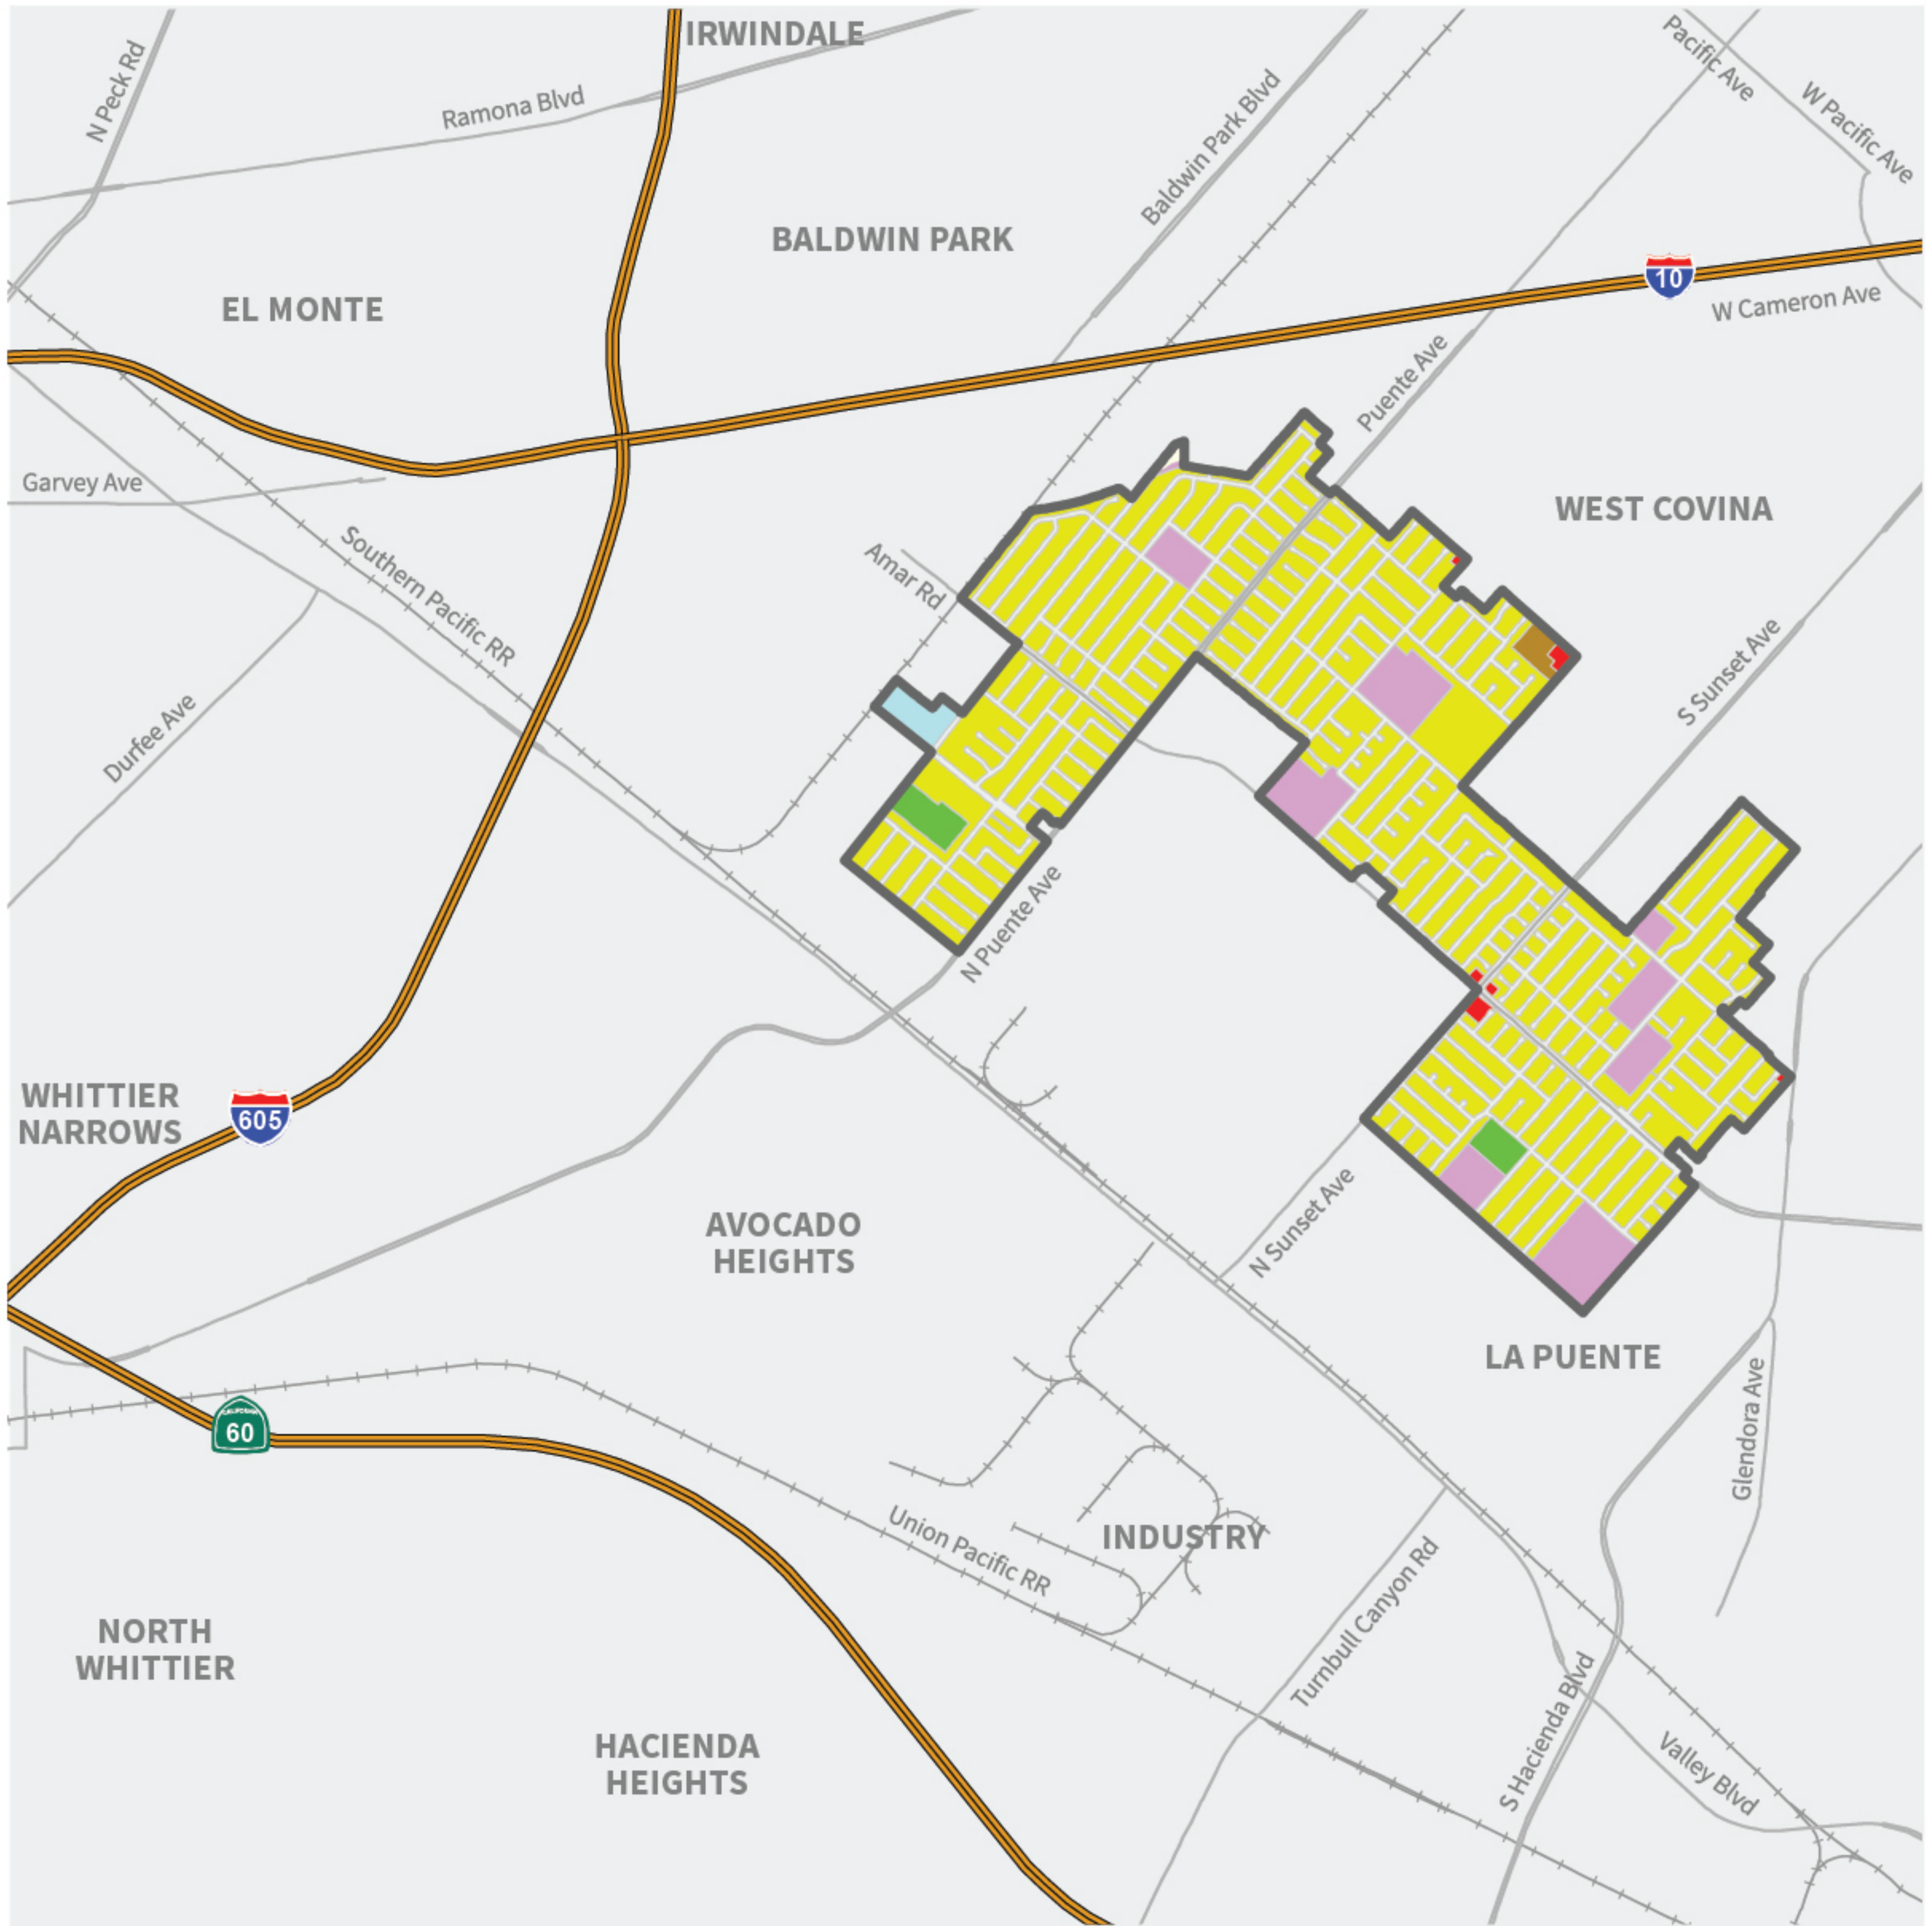 IRWINDALE
N Peck Rd
Ramona Blvd
Pacific Ave
W Pacific Ave
Baldwin Park Blvd
BALDWIN PARK
EL MONTE
10
W Cameron Ave
Puente Ave
Garvey Ave
WEST COVINA
Southern Pacific RR
Amar Rd
S Sunset Ave
Durfee Ave
N Puente Ave
WHITTIER
NARROWS
605
AVOCADO
HEIGHTS
N Sunset Ave
LA PUENTE
CALIFORNIA
60
Glendora Ave
Union Pacific RR
INDUSTRY
Turnbull Canyon Rd
NORTH
WHITTIER
S Hacienda Blvd
Valley Blvd
HACIENDA
HEIGHTS